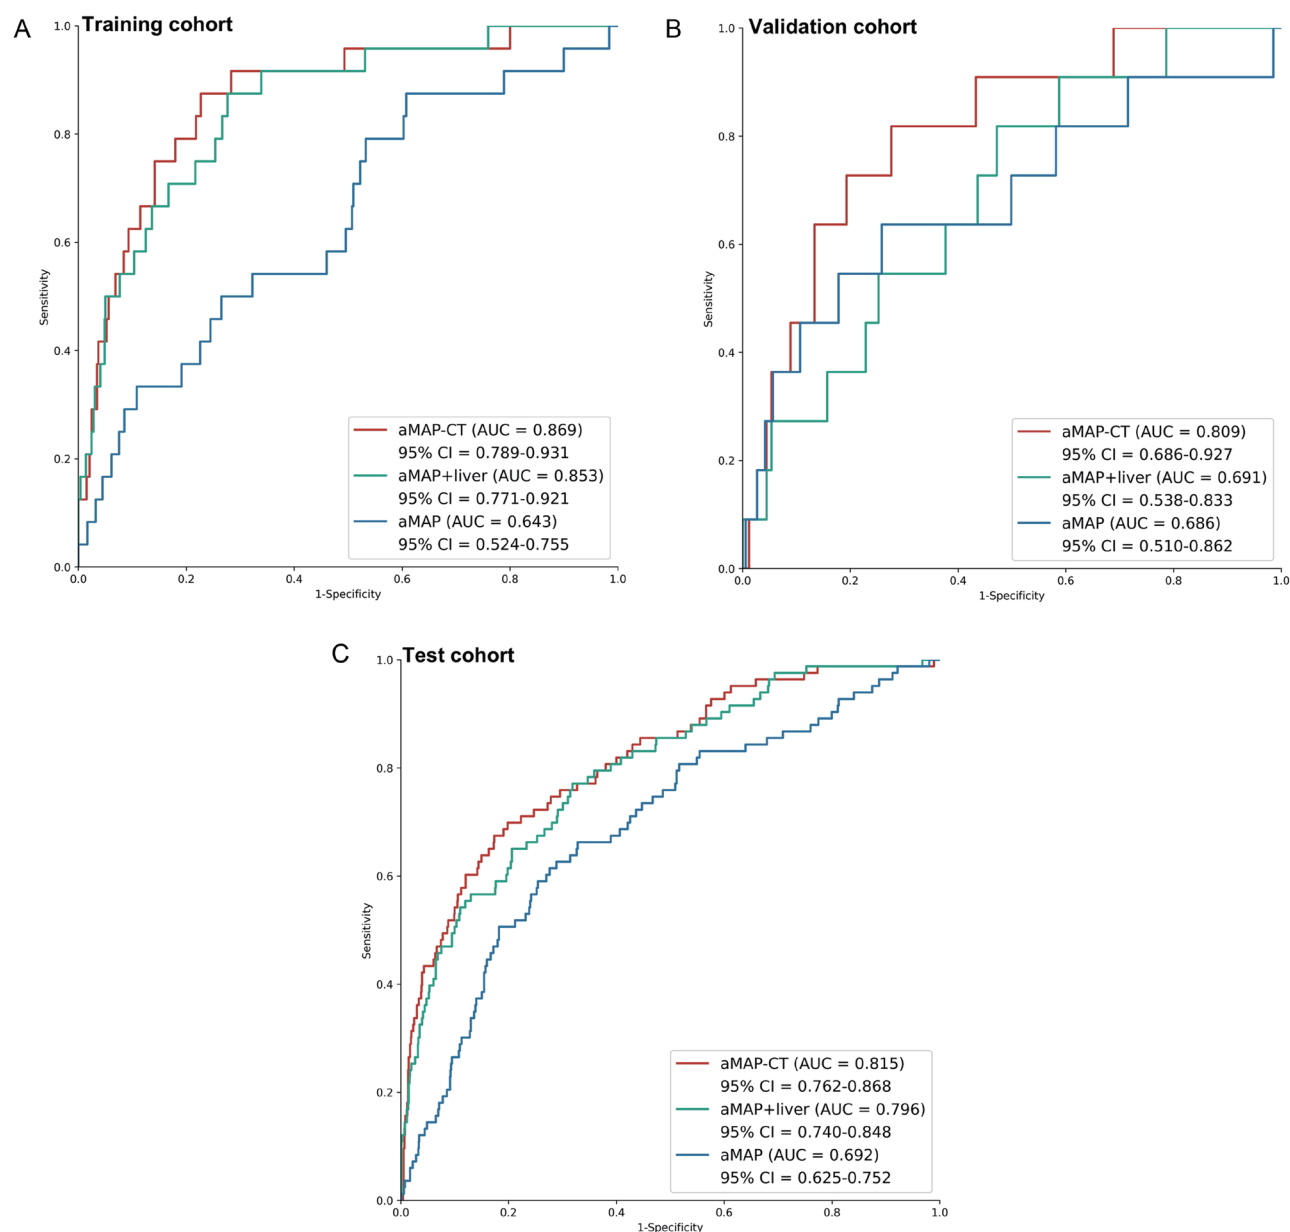 A
Training cohort
1.0
0.8
0.6
0.4
0.2
0.0
Sensitivity
aMAP-CT (AUC = 0.869)
95% CI = 0.789-0.931
aMAP+liver (AUC = 0.853)
95% CI = 0.771-0.921
aMAP (AUC = 0.643)
95% CI = 0.524-0.755
0.0 0.2 0.4 0.6 0.8 1.0
1-Specificity
B
Validation cohort
1.0
0.8
0.6
0.4
0.2
0.0
Sensitivity
aMAP-CT (AUC = 0.809)
95% CI = 0.686-0.927
aMAP+liver (AUC = 0.691)
95% CI = 0.538-0.833
aMAP (AUC = 0.686)
95% CI = 0.510-0.862
0.0 0.2 0.4 0.6 0.8 1.0
1-Specificity
C
Test cohort
1.0
0.8
0.6
0.4
0.2
0.0
Sensitivity
aMAP-CT (AUC = 0.815)
95% CI = 0.762-0.868
aMAP+liver (AUC = 0.796)
95% CI = 0.740-0.848
aMAP (AUC = 0.692)
95% CI = 0.625-0.752
0.0 0.2 0.4 0.6 0.8 1.0
1-Specificity